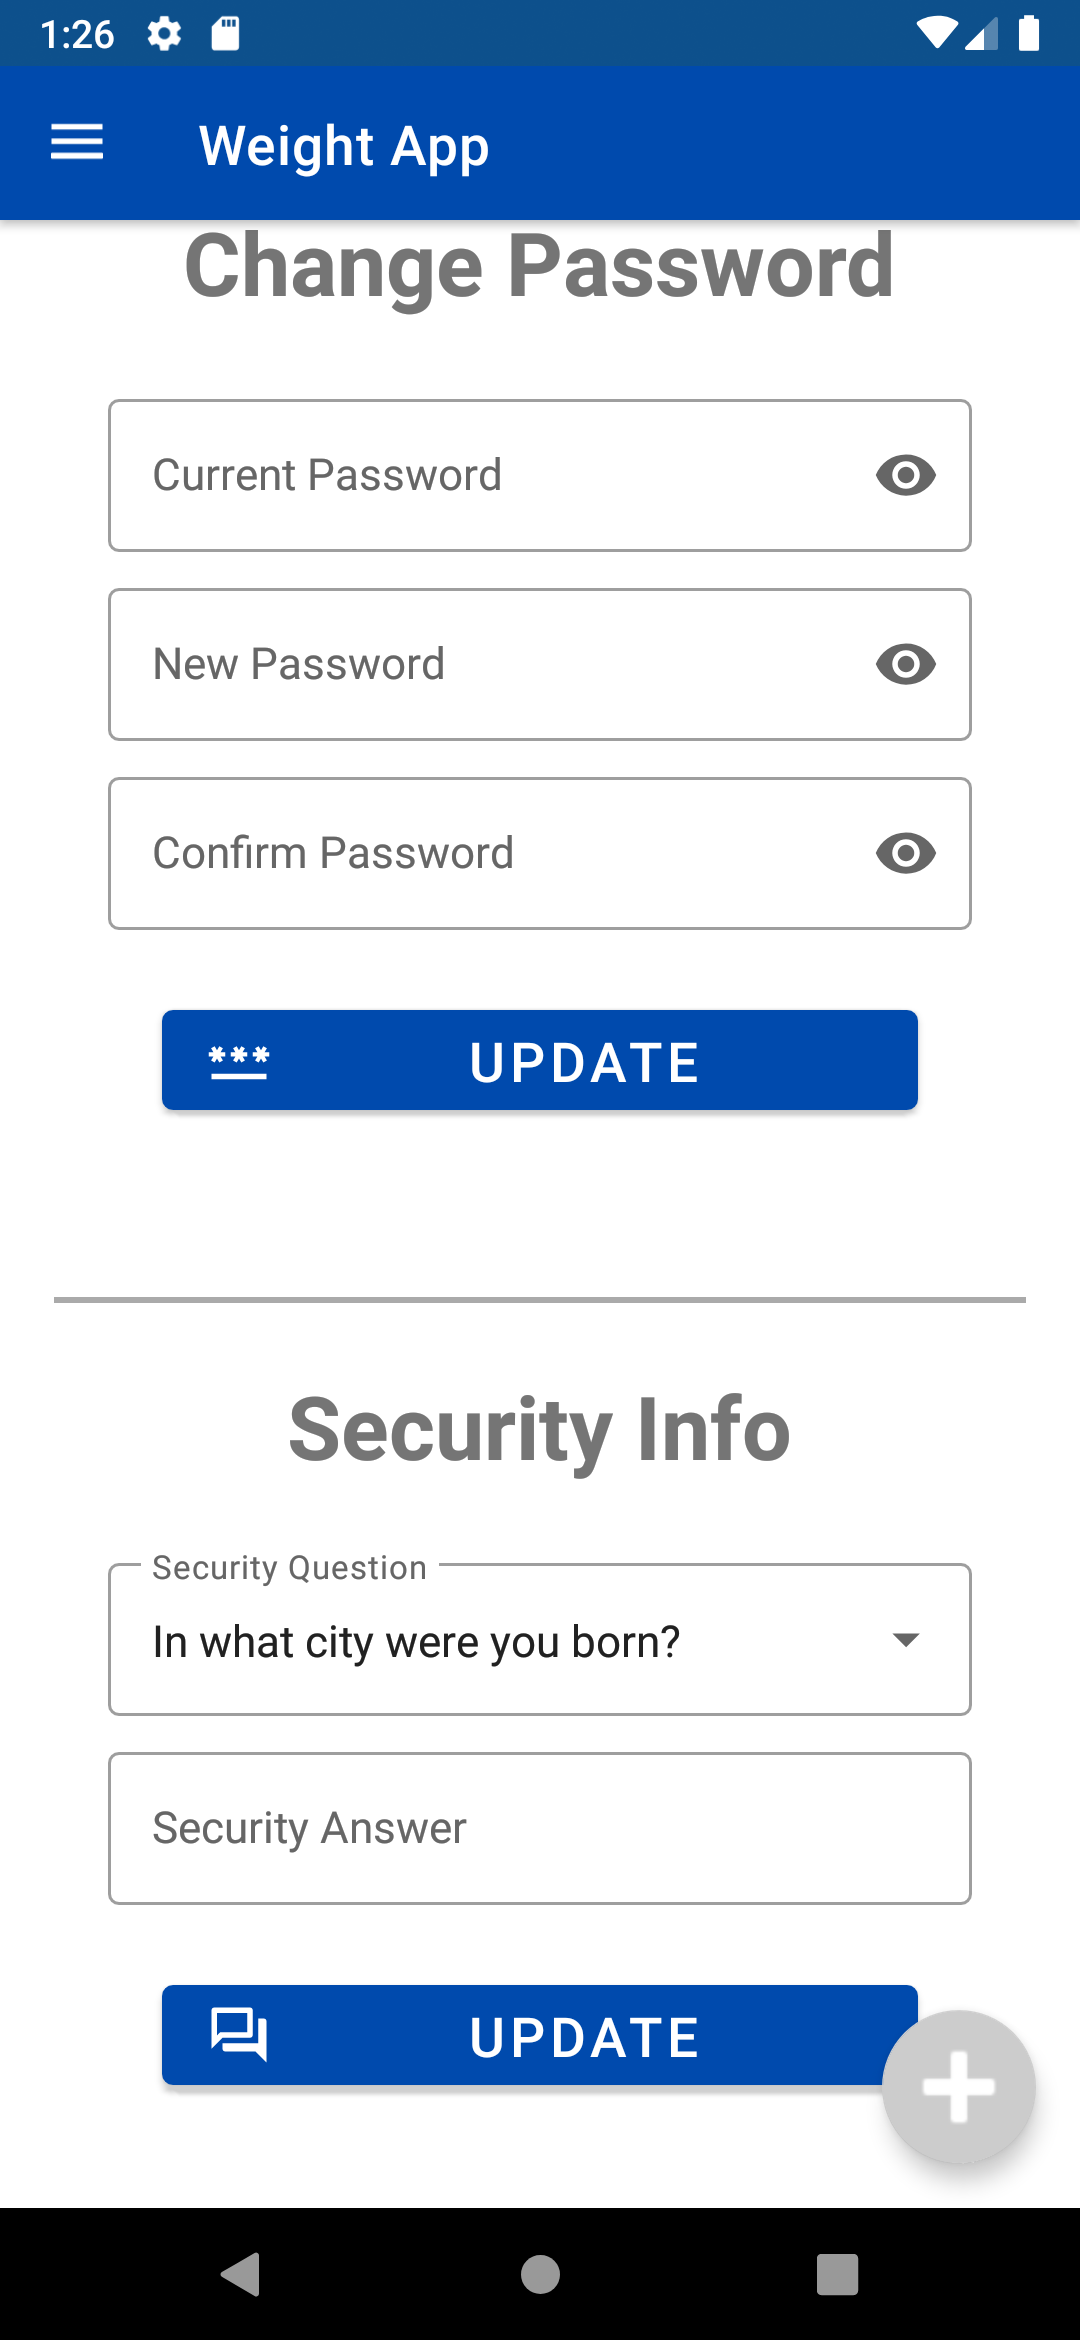 1:26
Weight App
Change Password
Current Password
New Password
Confirm Password
UPDATE
Security Info
Security Question
In what city were you born?
Security Answer
UPDATE